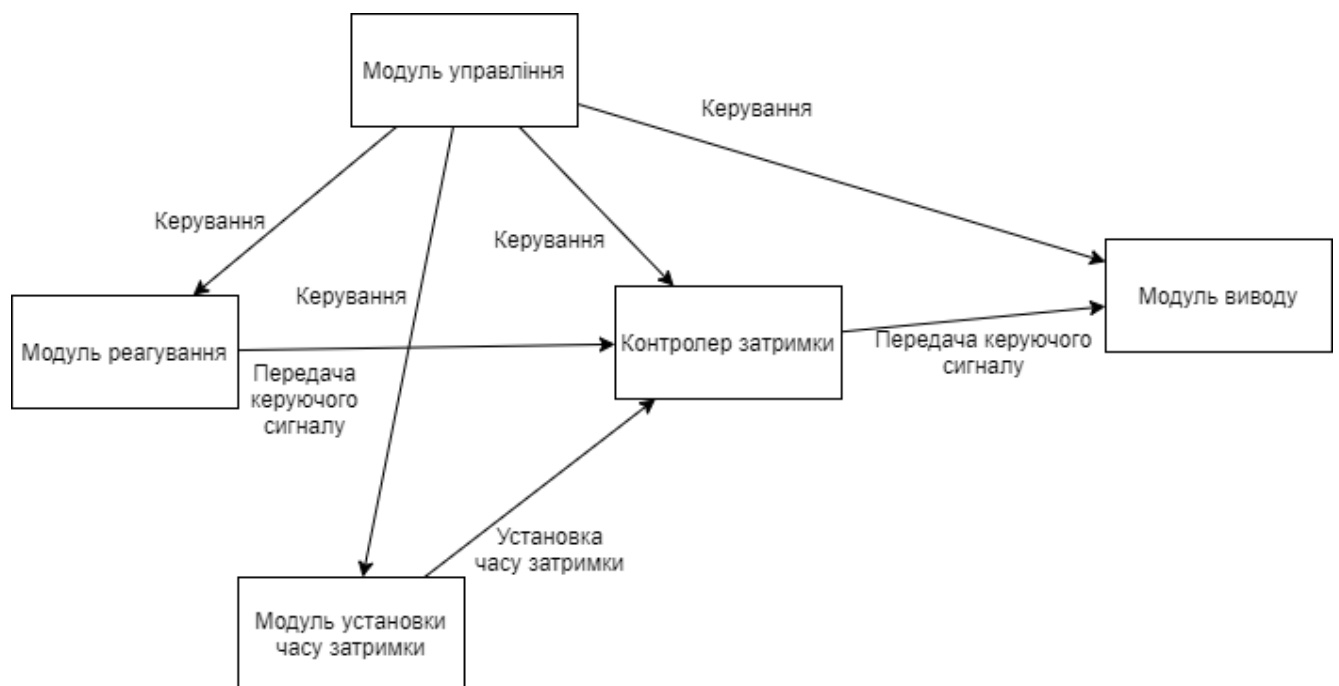 Модуль управління
Керування
Керування
Керування
Керування
Модуль виводу
Модуль реагування
Контролер затримки
Передача керуючого
сигналу
Передача
керуючого
сигналу
Установка
часу затримки
Модуль установки
часу затримки